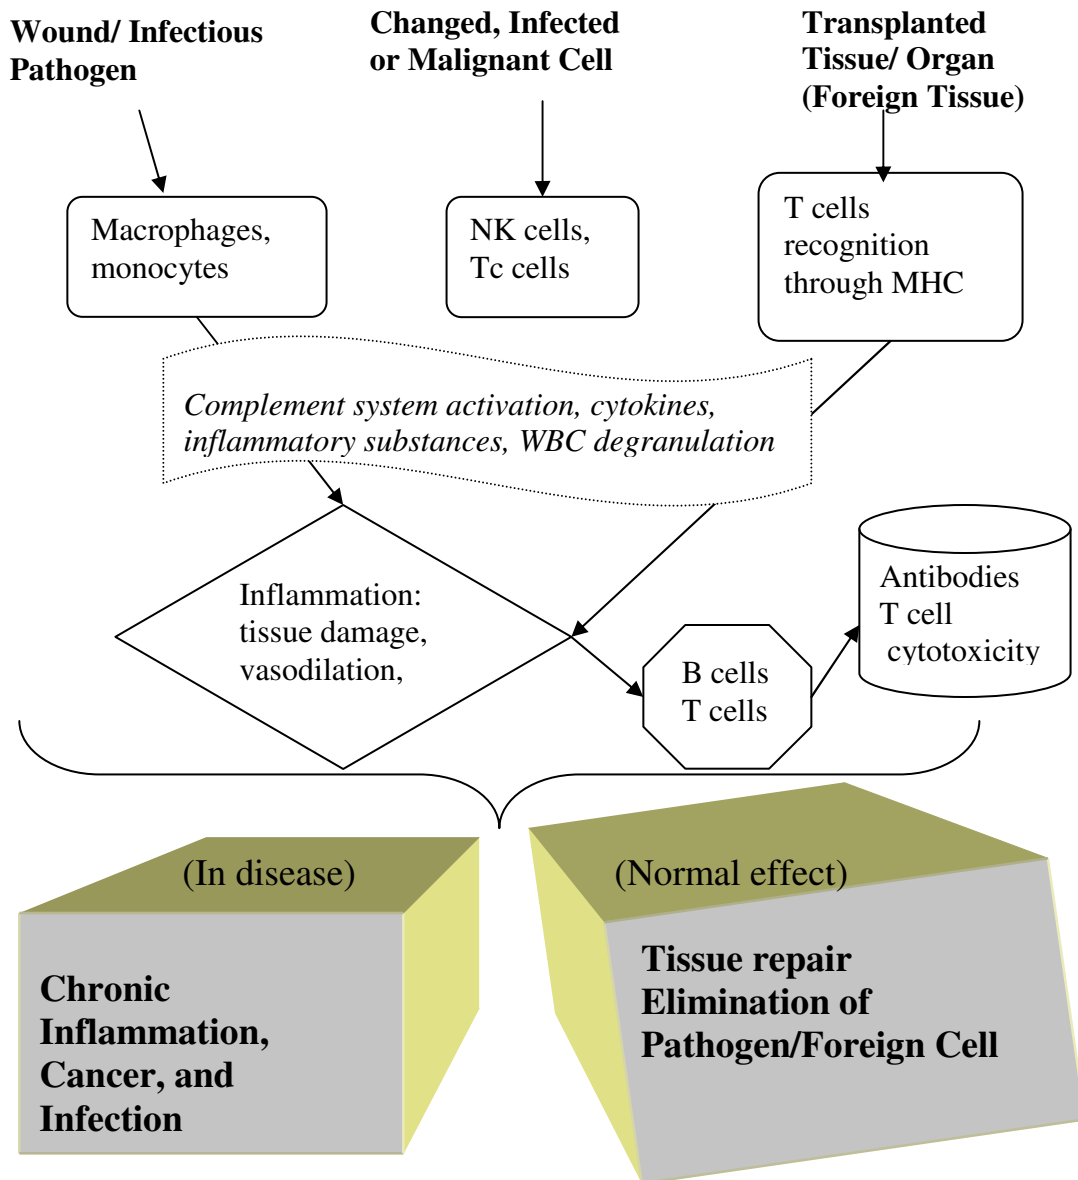 Wound/ Infectious
Pathogen
Changed, Infected
or Malignant Cell
Transplanted
Tissue/ Organ
(Foreign Tissue)
Macrophages,
monocytes
NK cells,
Tc cells
T cells
recognition
through MHC
Complement system activation, cytokines,
inflammatory substances, WBC degranulation
Inflammation:
tissue damage,
vasodilation,
B cells
T cells
Antibodies
T cell
cytotoxicity
(In disease)
Chronic
Inflammation,
Cancer, and
Infection
(Normal effect)
Tissue repair
Elimination of
Pathogen/Foreign Cell